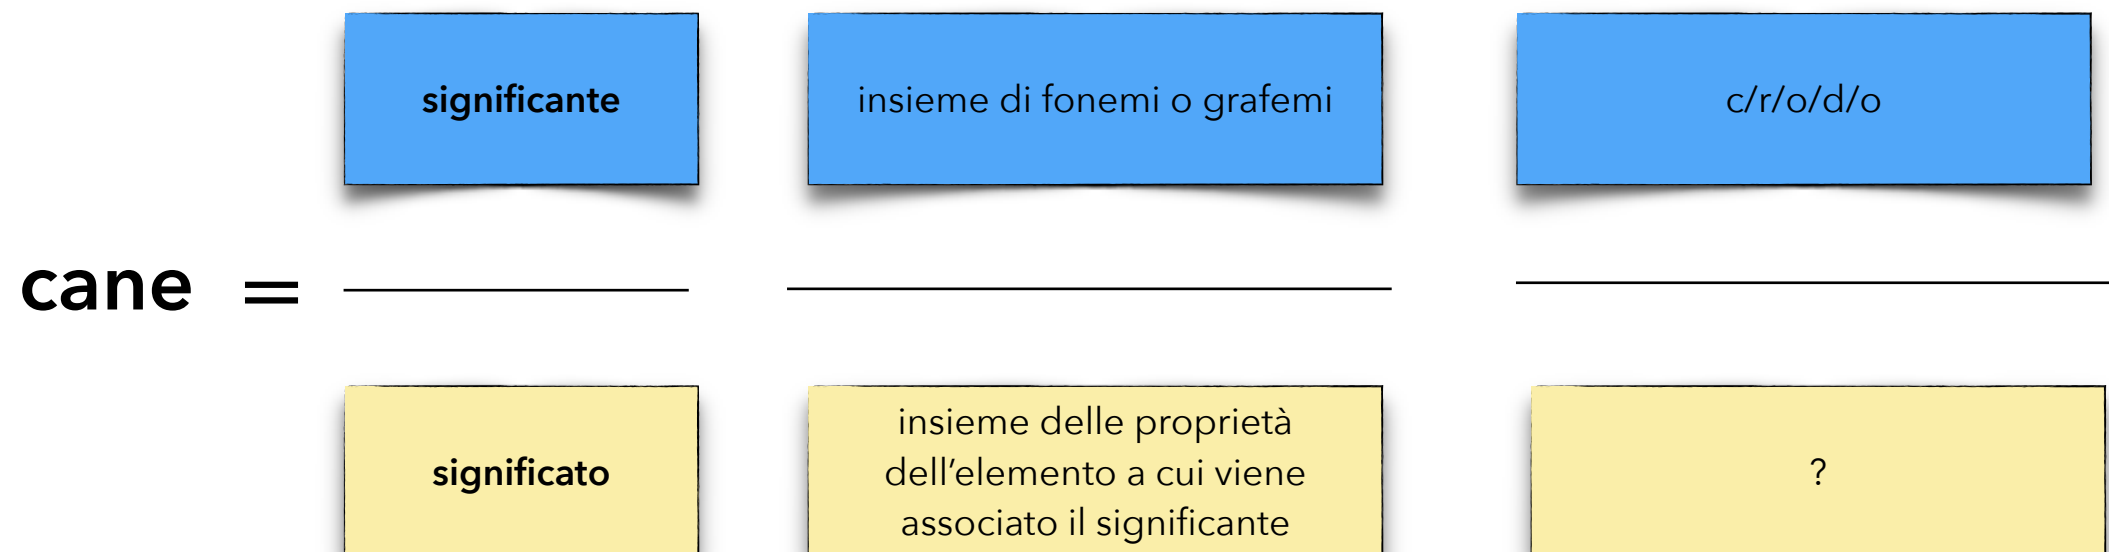 significante
insieme di fonemi o grafemi
c/r/o/d/o
cane =
significato
insieme delle proprietà
dell’elemento a cui viene
associato il significante
?